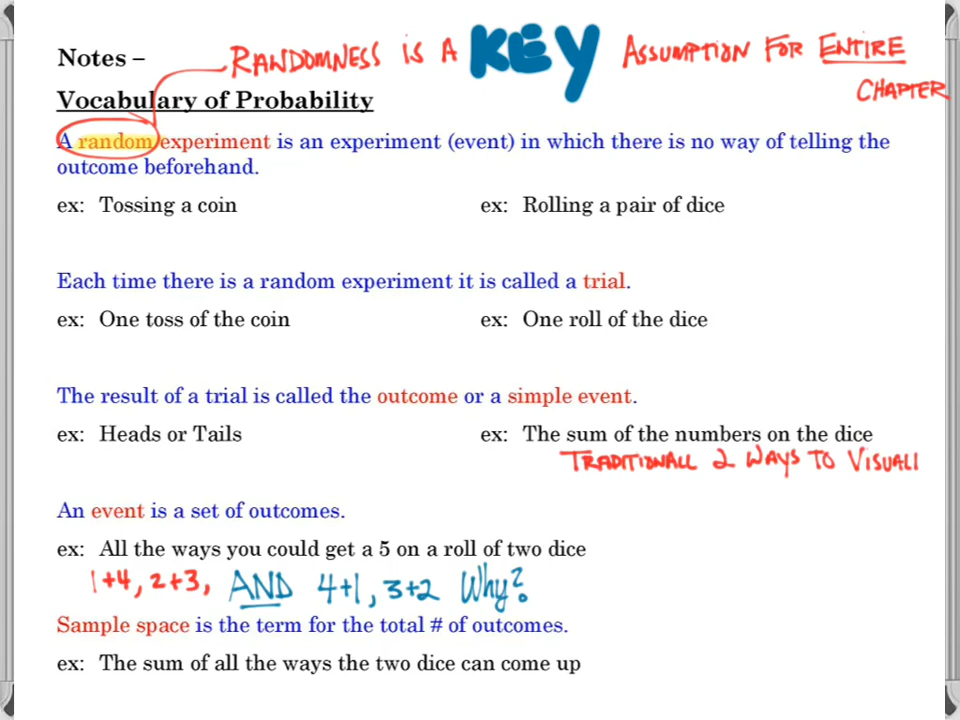 Notes –
RANDOMNESS IS A KEY ASSUMPTION FOR ENTIRE CHAPTER
Vocabulary of Probability
A random experiment is an experiment (event) in which there is no way of telling the
outcome beforehand.
ex: Tossing a coin ex: Rolling a pair of dice
Each time there is a random experiment it is called a trial.
ex: One toss of the coin ex: One roll of the dice
The result of a trial is called the outcome or a simple event.
ex: Heads or Tails ex: The sum of the numbers on the dice
TRADITIONALL 2 WAYS TO VISUALI
An event is a set of outcomes.
ex: All the ways you could get a 5 on a roll of two dice
1+4, 2+3, AND 4+1, 3+2 Why?
Sample space is the term for the total # of outcomes.
ex: The sum of all the ways the two dice can come up